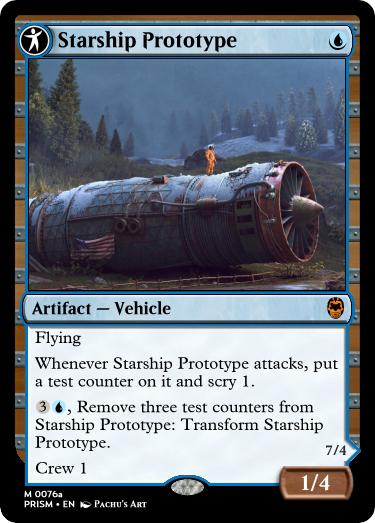 Starship Prototype
Artifact — Vehicle
Flying
Whenever Starship Prototype attacks, put
a test counter on it and scry 1.
3, Remove three test counters from
Starship Prototype: Transform Starship
Prototype.
7/4
Crew 1
1/4
M 0076a
PRISM • EN Pachu's Art